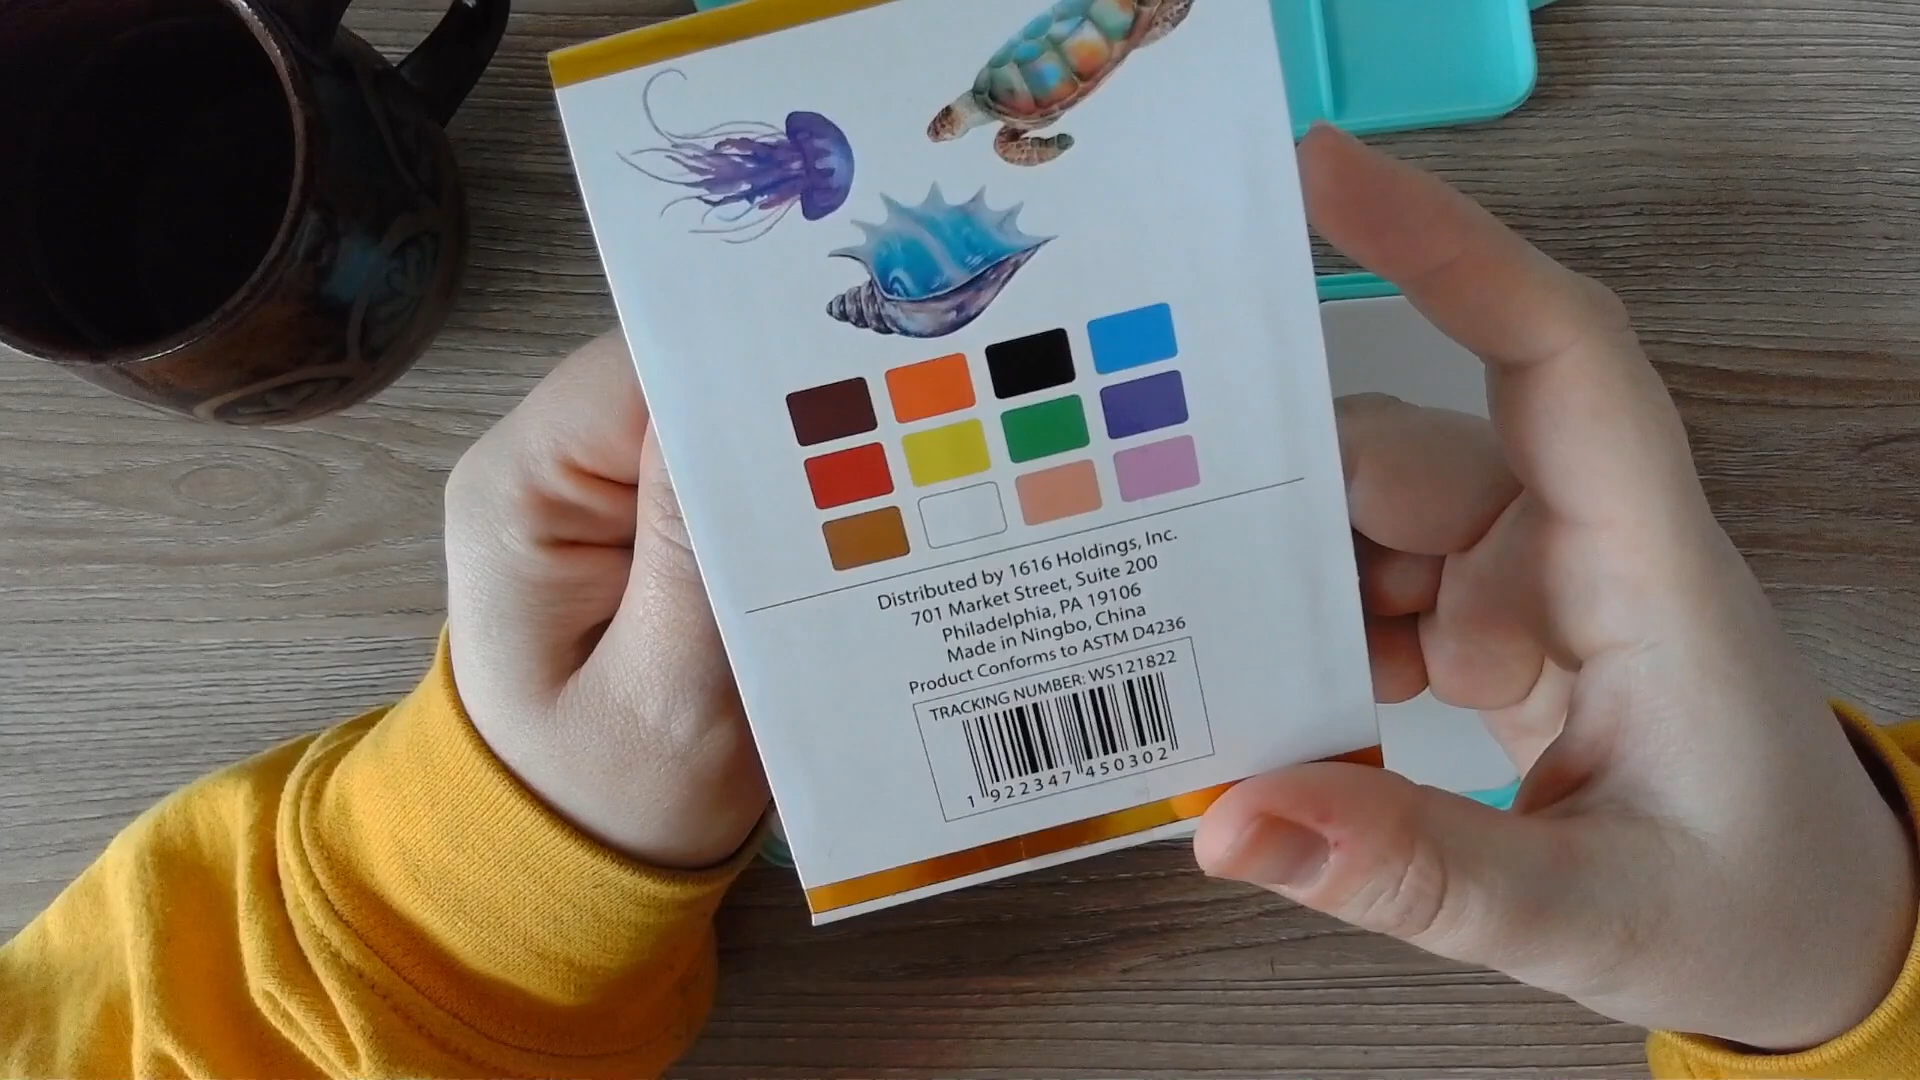 Distributed by 1616 Holdings, Inc.
701 Market Street, Suite 200
Philadelphia, PA 19106
Made in Ningbo, China
Product Conforms to ASTM D4236
TRACKING NUMBER: WS121822
1 922347 450302